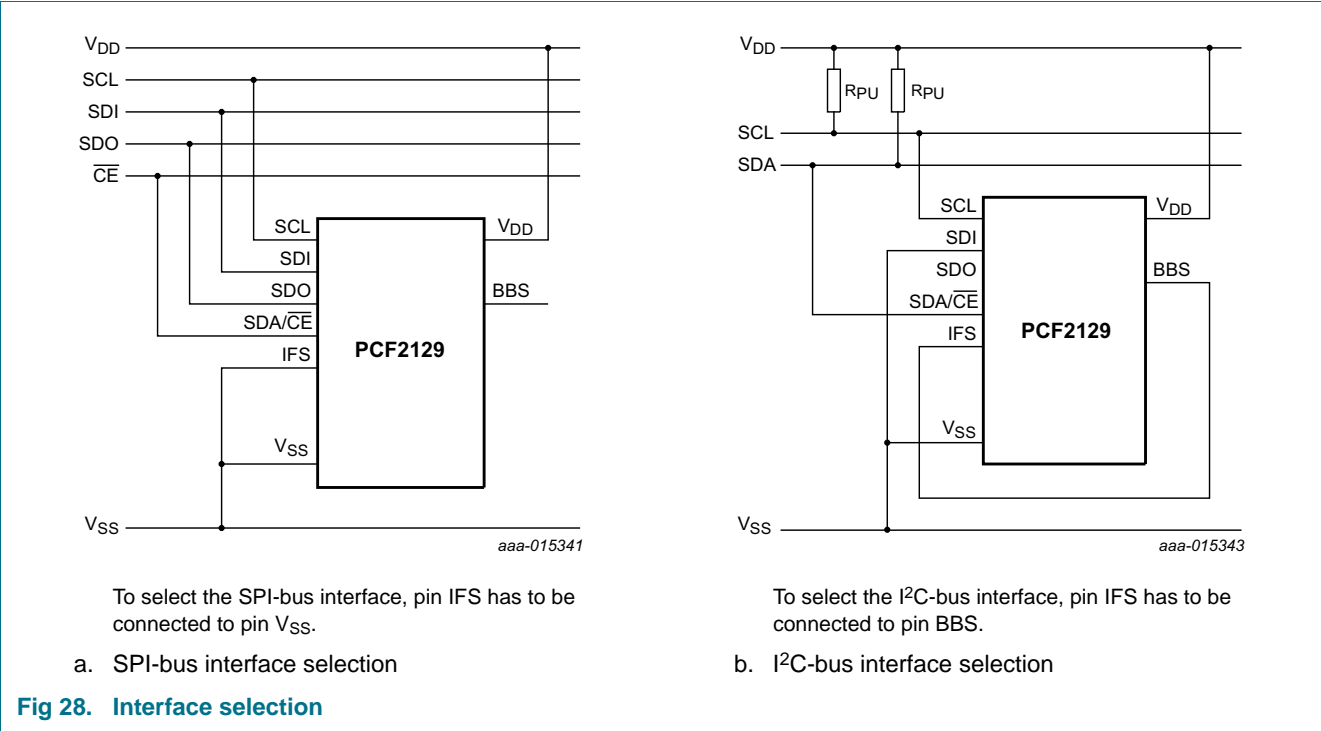 VDD
SCL
SDI
SDO
CE
SCL
SDI
SDO
SDA/CE
IFS
VSS
VDD
BBS
PCF2129
VSS
aaa-015341
To select the SPI-bus interface, pin IFS has to be
connected to pin VSS.
a. SPI-bus interface selection
VDD
RPU
RPU
SCL
SDA
SCL
SDI
SDO
SDA/CE
IFS
VSS
VDD
BBS
PCF2129
VSS
aaa-015343
To select the I2C-bus interface, pin IFS has to be
connected to pin BBS.
b. I2C-bus interface selection
Fig 28. Interface selection